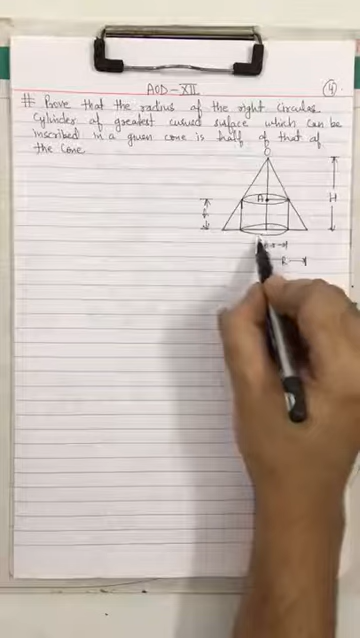 AOD - XII
4
# Prove that the radius of the right Circular
Cylinder of greatest curved surface which can be
inscribed in a given cone is half of that of
the Cone
O
A
h
H
r
R